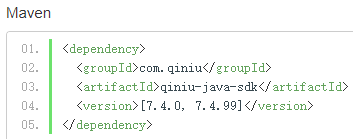 Maven
01. <dependency>
02. <groupId>com.qiniu</groupId>
03. <artifactId>qiniu-java-sdk</artifactId>
04. <version>[7.4.0, 7.4.99]</version>
05. </dependency>